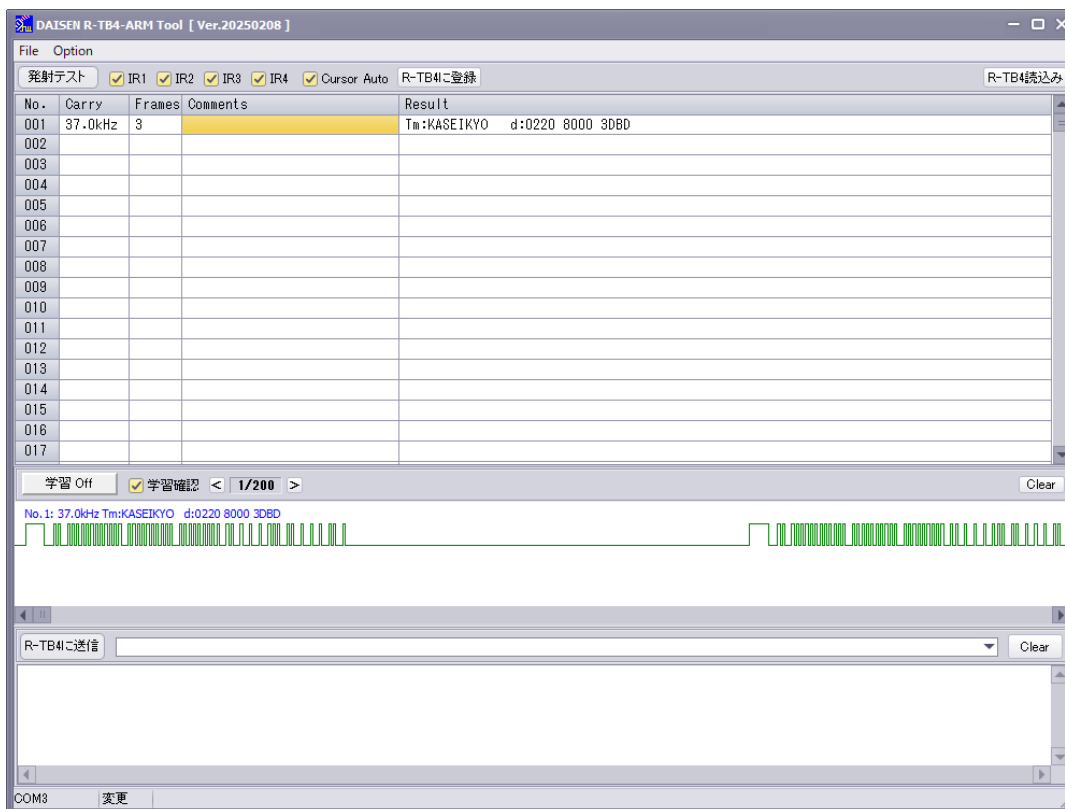 DAISEN R-TB4-ARM Tool [ Ver.20250208 ]
File Option
発射テスト IR1 IR2 IR3 IR4 Cursor Auto R-TB4に登録 R-TB4読込み
No. Carry Frames Comments Result
001 37.0kHz 3 Tm:KASEIKYO d:0220 8000 3DBD
002
003
004
005
006
007
008
009
010
011
012
013
014
015
016
017
学習 Off 学習確認 < 1/200 > Clear
No.1: 37.0kHz Tm:KASEIKYO d:0220 8000 3DBD
R-TB4に送信 Clear
COM3 変更